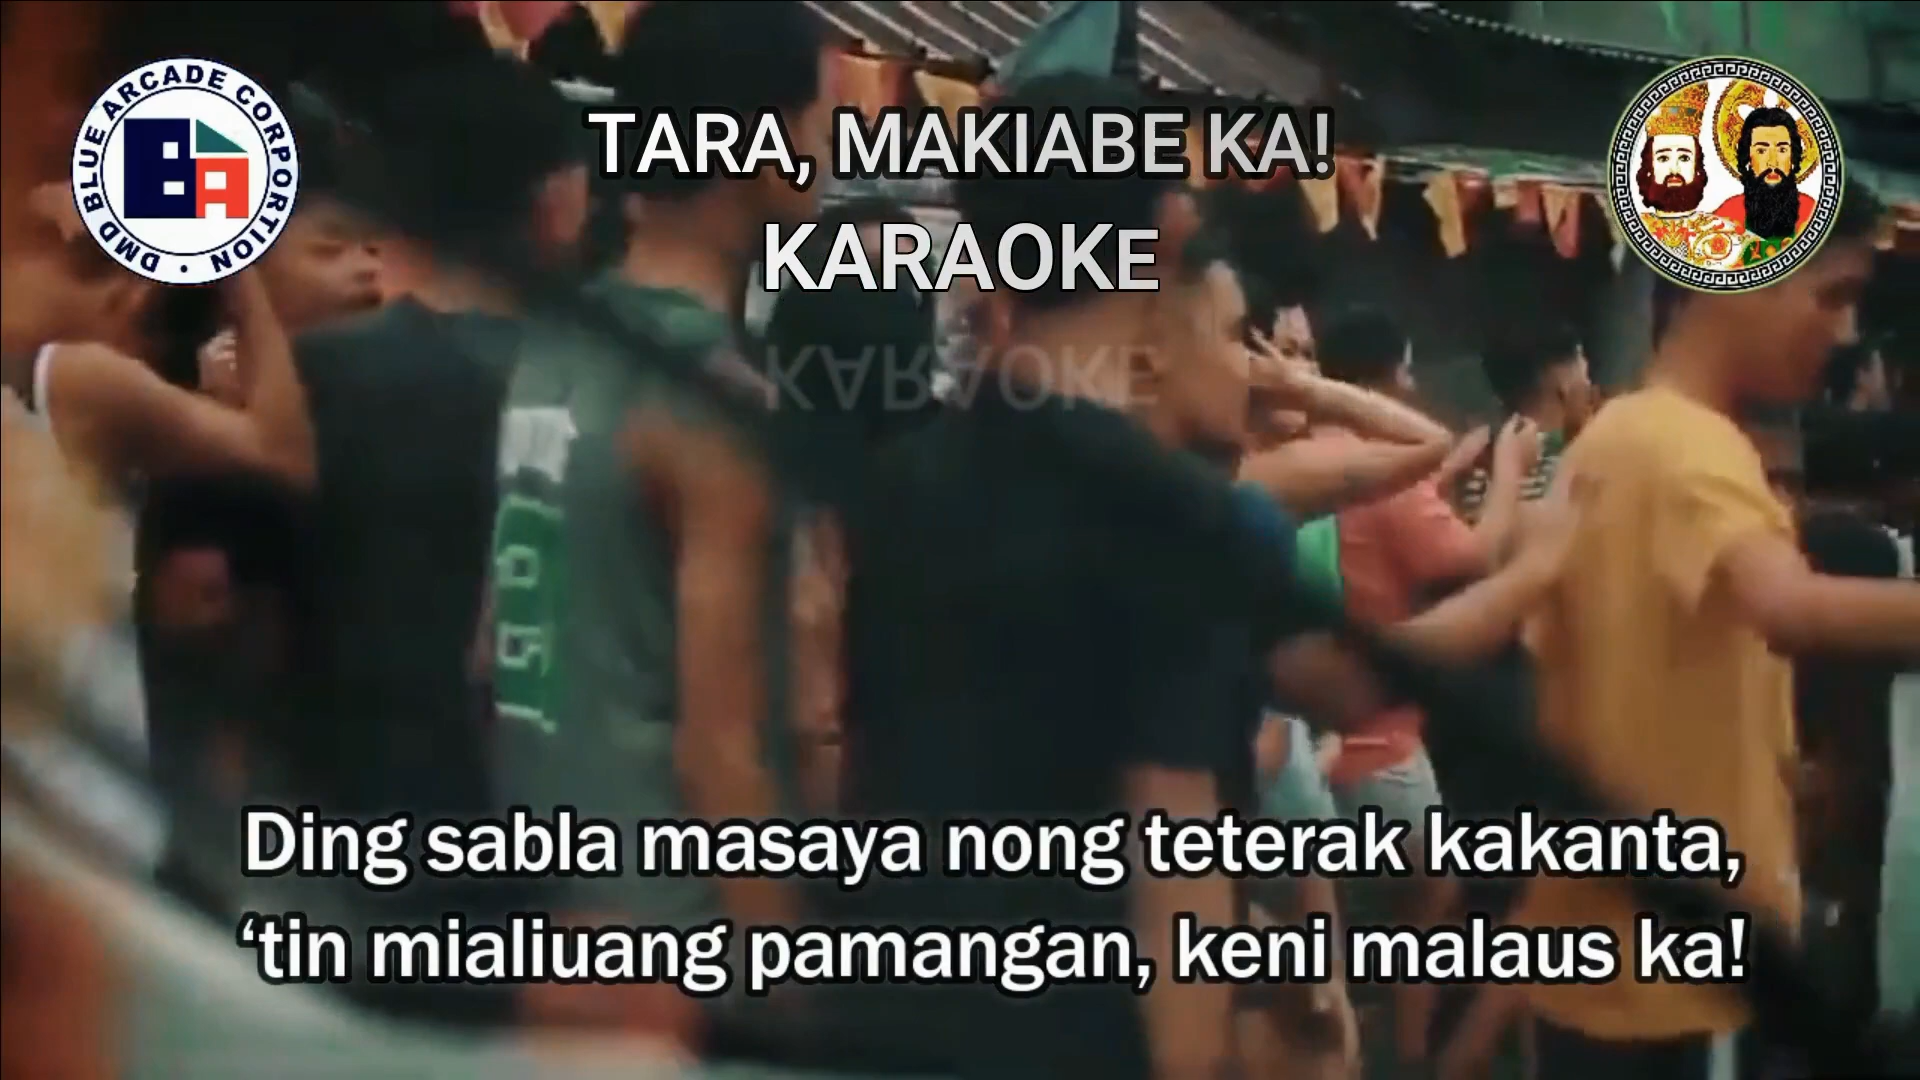 DMD BLUE ARCADE CORPORTION
BA
TARA, MAKIABE KA!
KARAOKE
Ding sabla masaya nong teterak kakanta,
‘tin mialiuang pamangan, keni malaus ka!